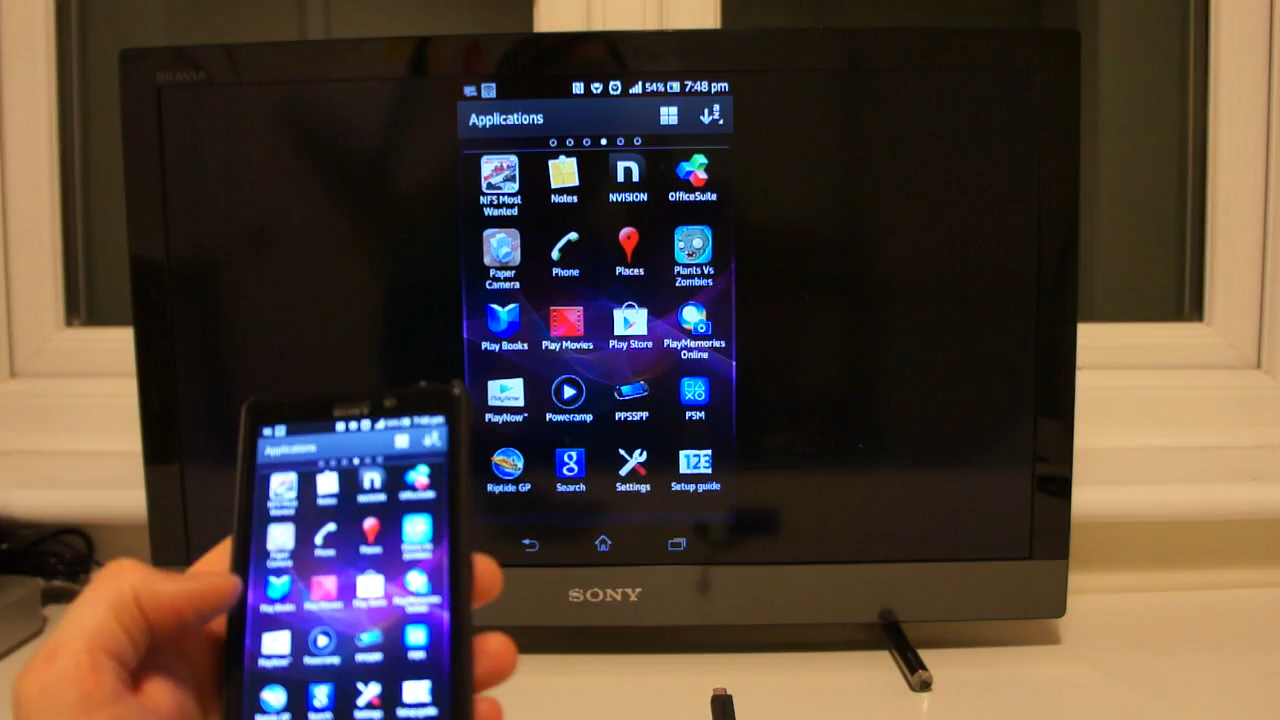 BRAVIA
54% 7:48 pm
Applications
NFS Most
Wanted
Notes
NVISION
OfficeSuite
Paper
Camera
Phone
Places
Plants Vs
Zombies
Play Books
Play Movies
Play Store
PlayMemories
Online
PlayNow™
Poweramp
PPSSPP
PSM
Riptide GP
Search
Settings
Setup guide
SONY
SONY
Applications